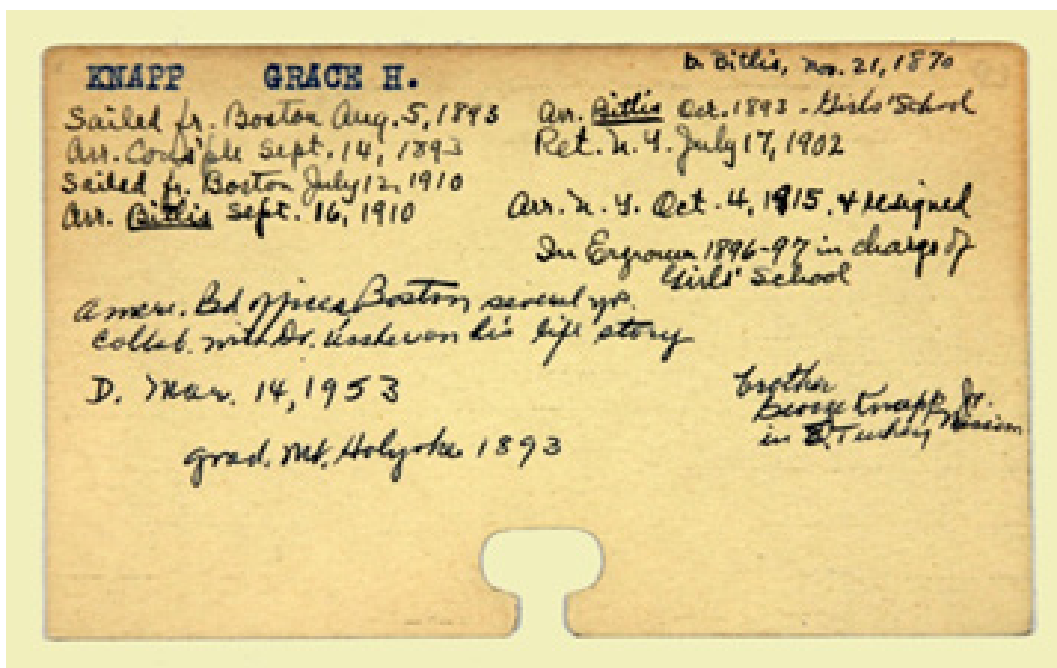 KNAPP GRACE H.
b. Bitlis, Nov. 21, 1870
Sailed fr. Boston Aug. 5, 1893
Arr. Cons'ple Sept. 14, 1893
Arr. Bitlis Oct. 1893 - Girls' School
Ret. N.Y. July 17, 1902
Sailed fr. Boston July 12, 1910
Arr. Bitlis Sept. 16, 1910
Arr. N.Y. Oct. 4, 1915, & resigned
In Erzroum 1896-97 in charge of
Girls' School
Amer. Bd offices, Boston, several yrs.
Collab. with Dr. Ussher on his life story
D. Mar. 14, 1953
brother
George Knapp Jr.
in E. Turkey Mission
grad. Mt. Holyoke 1893